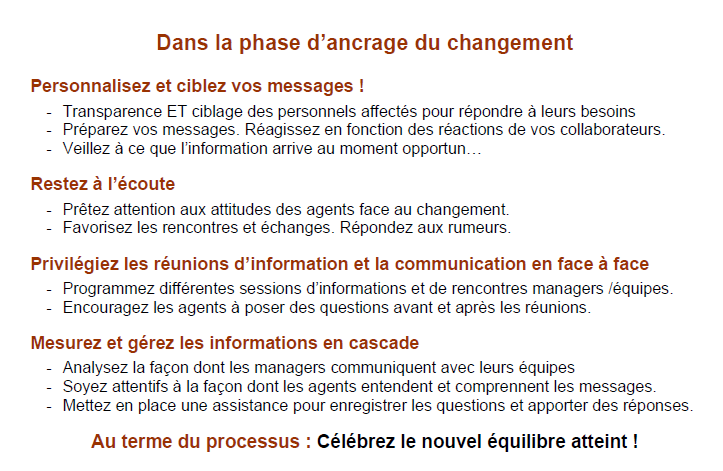 Dans la phase d’ancrage du changement
Personnalisez et ciblez vos messages !
- Transparence ET ciblage des personnels affectés pour répondre à leurs besoins
- Préparez vos messages. Réagissez en fonction des réactions de vos collaborateurs.
- Veillez à ce que l’information arrive au moment opportun…
Restez à l’écoute
- Prêtez attention aux attitudes des agents face au changement.
- Favorisez les rencontres et échanges. Répondez aux rumeurs.
Privilégiez les réunions d’information et la communication en face à face
- Programmez différentes sessions d’informations et de rencontres managers /équipes.
- Encouragez les agents à poser des questions avant et après les réunions.
Mesurez et gérez les informations en cascade
- Analysez la façon dont les managers communiquent avec leurs équipes
- Soyez attentifs à la façon dont les agents entendent et comprennent les messages.
- Mettez en place une assistance pour enregistrer les questions et apporter des réponses.
Au terme du processus : Célébrez le nouvel équilibre atteint !